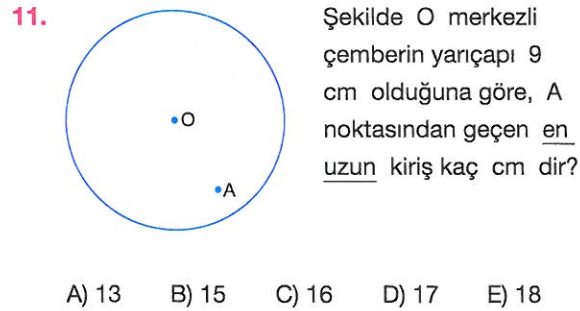 11.
Şekilde O merkezli
çemberin yarıçapı 9
cm olduğuna göre, A
noktasından geçen en
uzun kiriş kaç cm dir?
O
A
A) 13 B) 15 C) 16 D) 17 E) 18